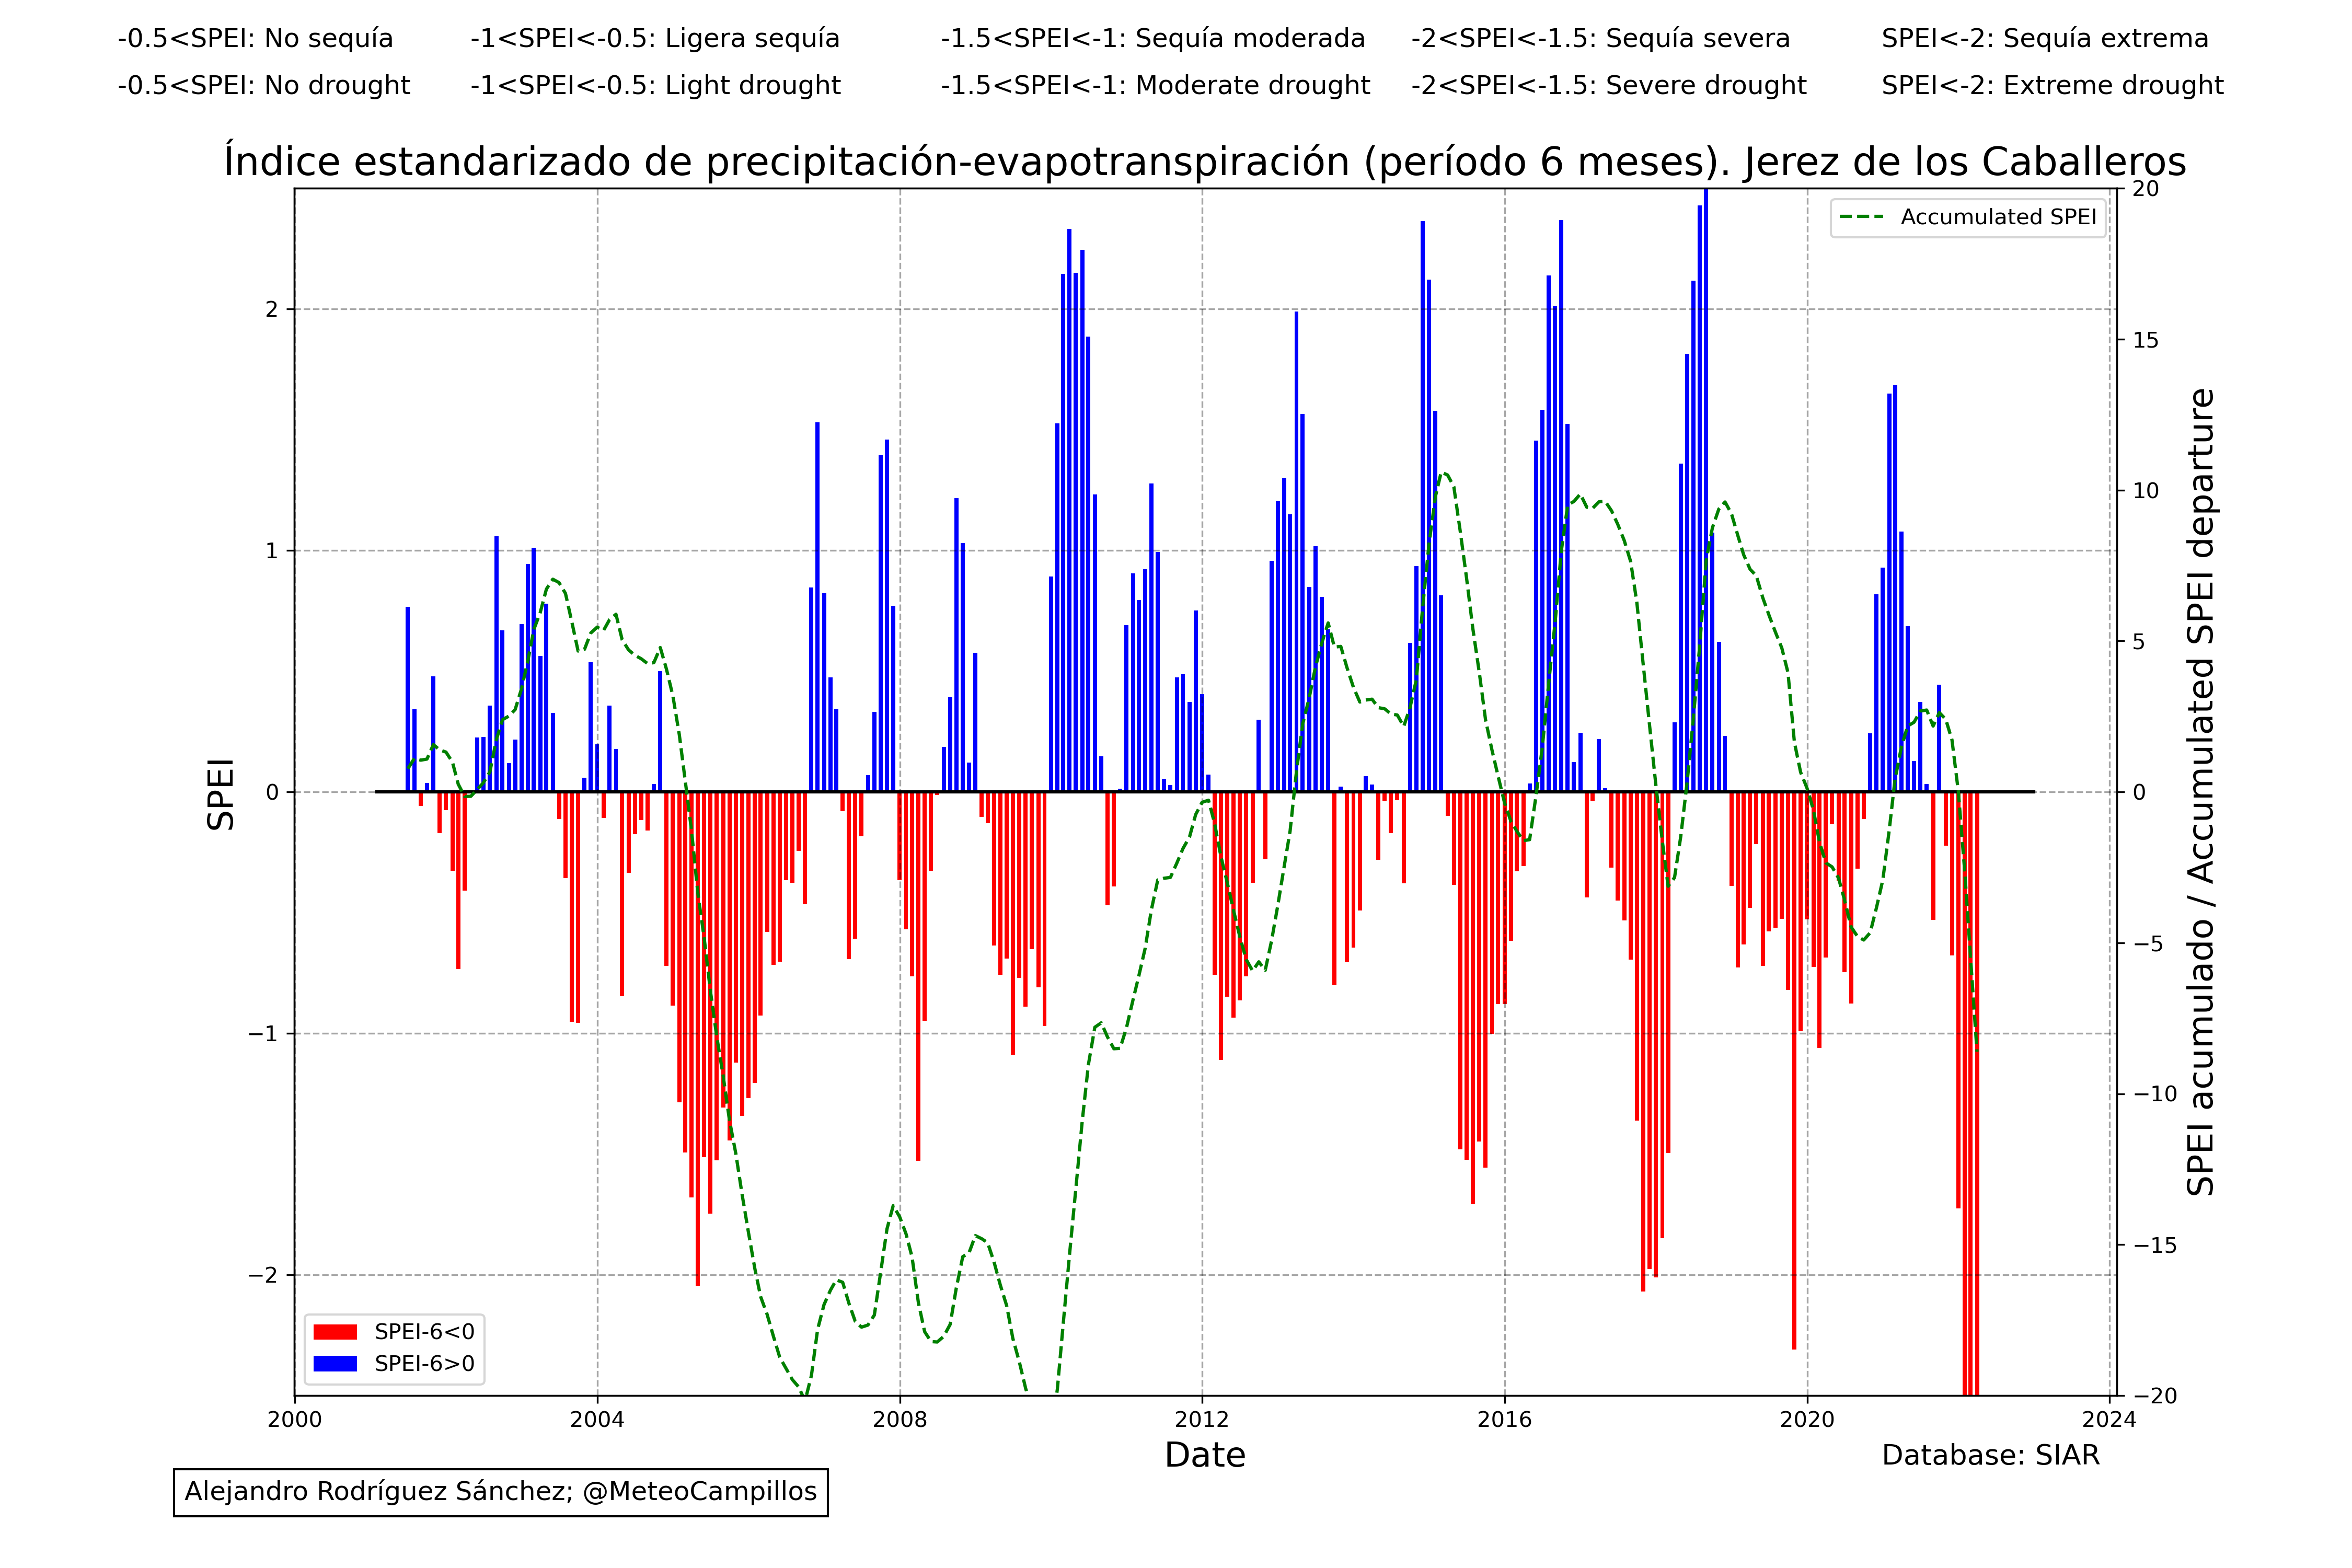 -0.5<SPEI: No sequía -1<SPEI<-0.5: Ligera sequía -1.5<SPEI<-1: Sequía moderada -2<SPEI<-1.5: Sequía severa SPEI<-2: Sequía extrema
-0.5<SPEI: No drought -1<SPEI<-0.5: Light drought -1.5<SPEI<-1: Moderate drought -2<SPEI<-1.5: Severe drought SPEI<-2: Extreme drought
Índice estandarizado de precipitación-evapotranspiración (período 6 meses). Jerez de los Caballeros
SPEI
2
1
0
−1
−2
Accumulated SPEI
20
15
10
5
0
−5
−10
−15
−20
SPEI acumulado / Accumulated SPEI departure
SPEI-6<0
SPEI-6>0
2000 2004 2008 2012 2016 2020 2024
Date
Database: SIAR
Alejandro Rodríguez Sánchez; @MeteoCampillos